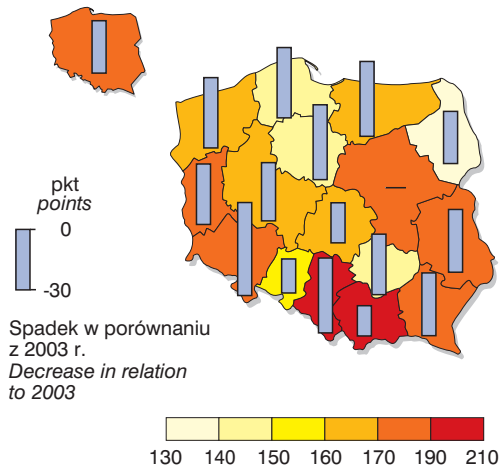 pkt
points
0
-30
Spadek w porównaniu
z 2003 r.
Decrease in relation
to 2003
130 140 150 160 170 190 210